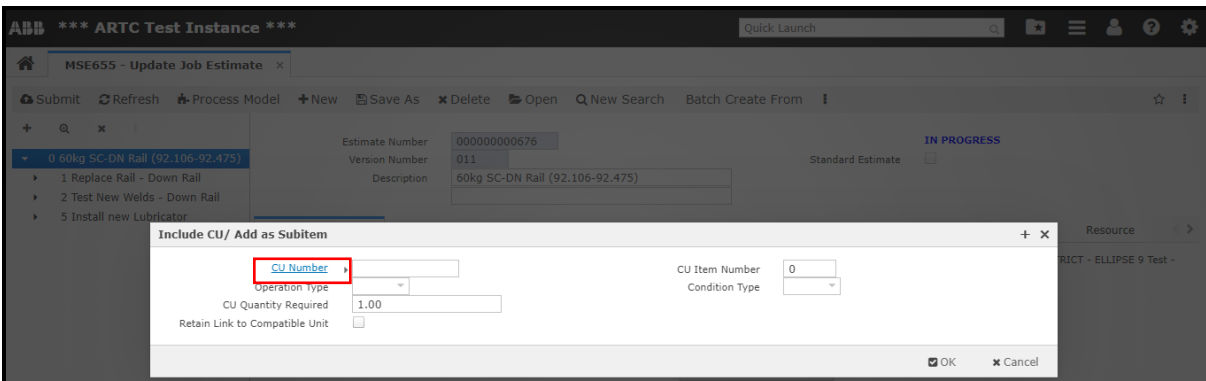 ABB *** ARTC Test Instance *** Quick Launch
MSE655 - Update Job Estimate ×
Submit Refresh Process Model +New Save As ×Delete Open New Search Batch Create From
Estimate Number 000000000676 IN PROGRESS
0 60kg SC-DN Rail (92.106-92.475) Version Number 011 Standard Estimate
1 Replace Rail - Down Rail Description 60kg SC-DN Rail (92.106-92.475)
2 Test New Welds - Down Rail
5 Install new Lubricator
Resource
Include CU/ Add as Subitem + ×
TRICT - ELLIPSE 9 Test -
CU Number CU Item Number 0
Operation Type Condition Type
CU Quantity Required 1.00
Retain Link to Compatible Unit
OK × Cancel